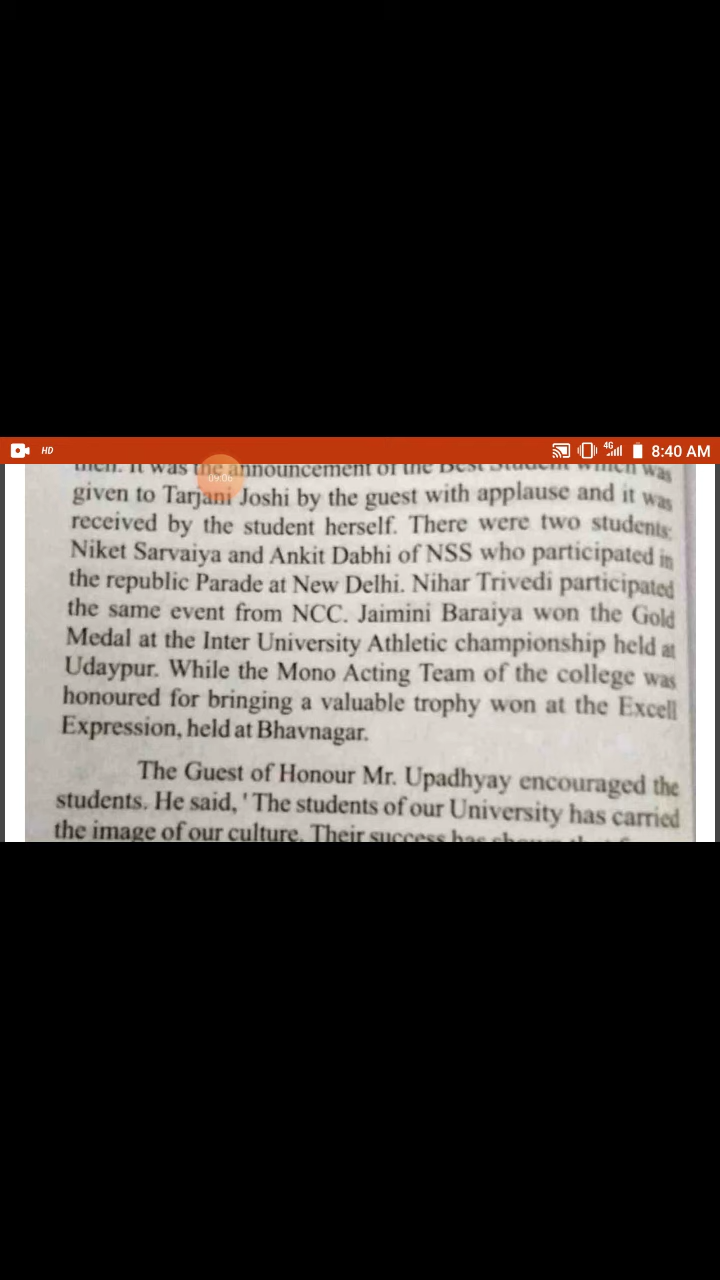 HD 4G 8:40 AM
then. It was the announcement of the Best Student which was
09:06
given to Tarjani Joshi by the guest with applause and it was
received by the student herself. There were two students:
Niket Sarvaiya and Ankit Dabhi of NSS who participated in
the republic Parade at New Delhi. Nihar Trivedi participated
the same event from NCC. Jaimini Baraiya won the Gold
Medal at the Inter University Athletic championship held at
Udaypur. While the Mono Acting Team of the college was
honoured for bringing a valuable trophy won at the Excell
Expression, held at Bhavnagar.
The Guest of Honour Mr. Upadhyay encouraged the
students. He said, ' The students of our University has carried
the image of our culture. Their success has shown that